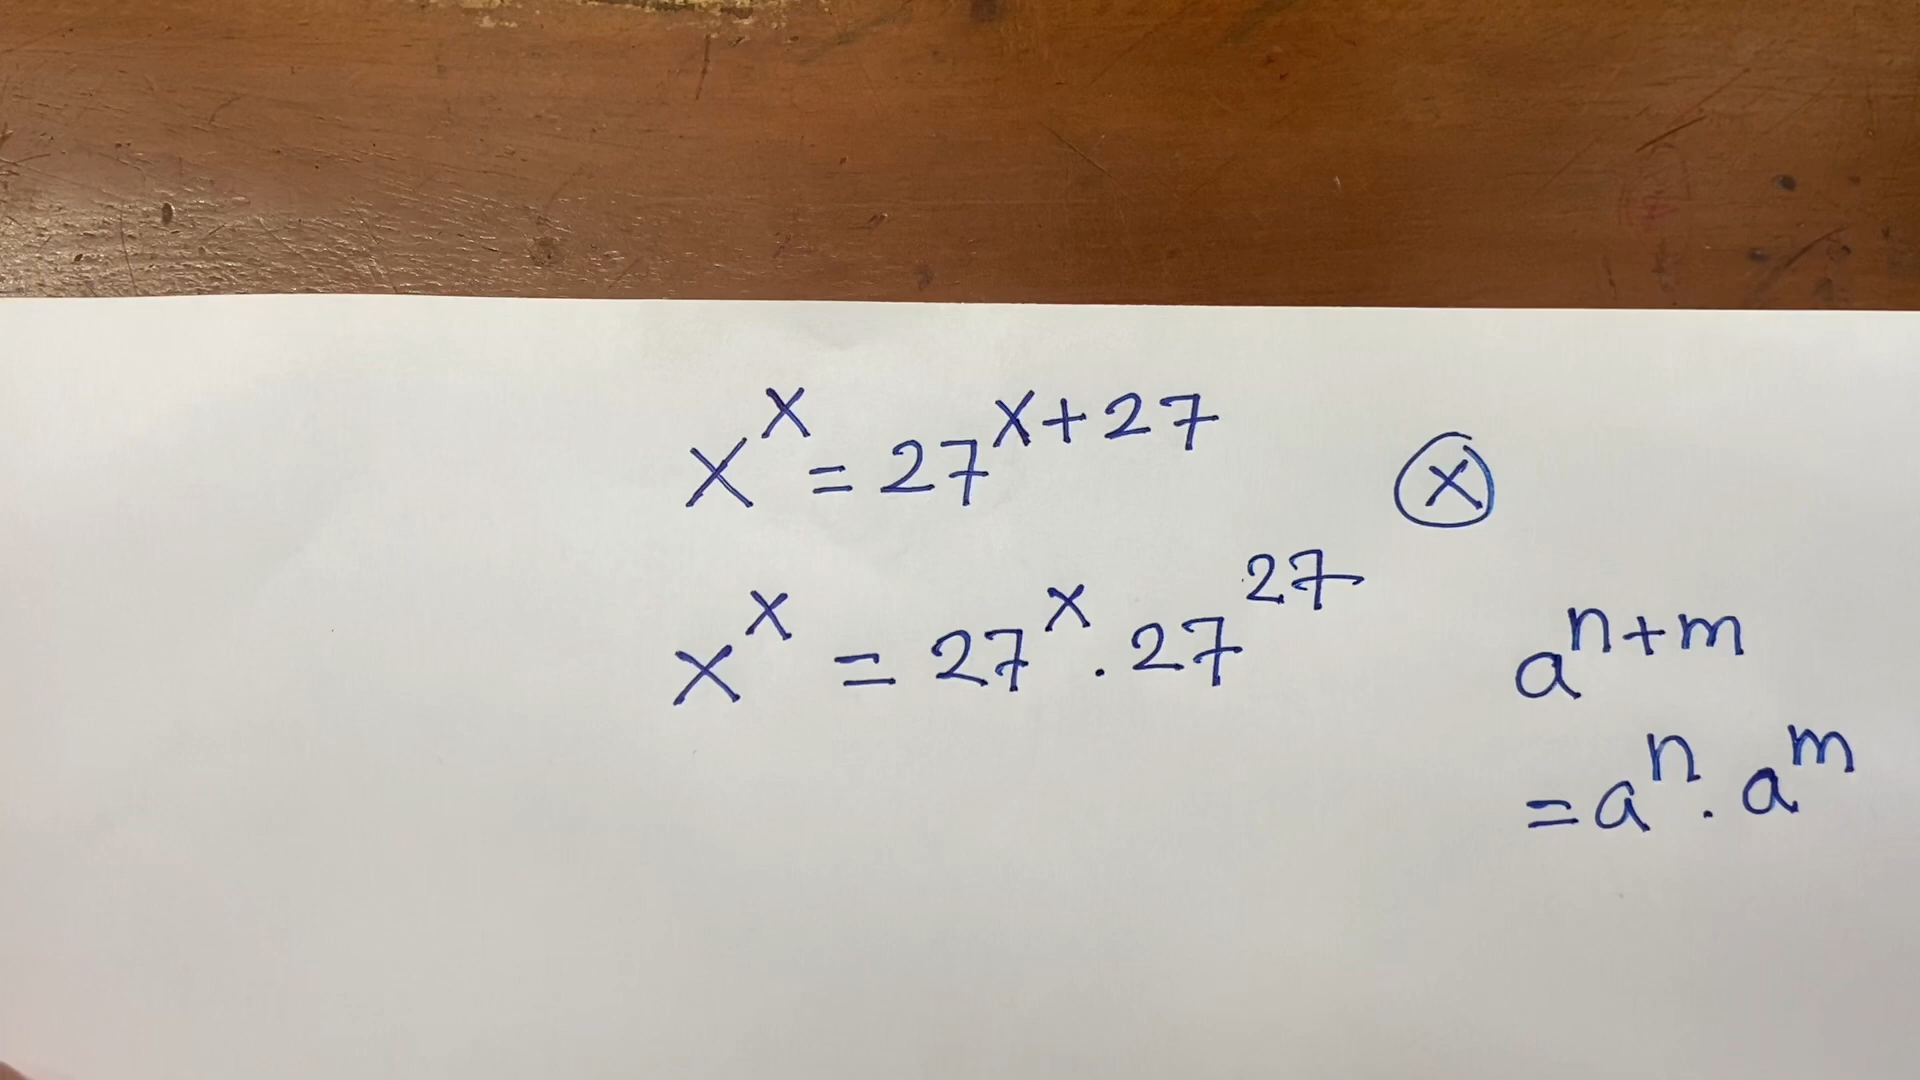 x^x = 27^{x+27}
x
x^x = 27^x . 27^{27}
a^{n+m}
= a^n . a^m